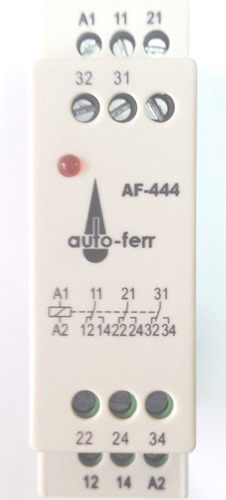 A1 11 21
32 31
AF-444
auto-ferr
A1 11 21 31
A2 12 14 22 24 32 34
22 24 34
12 14 A2